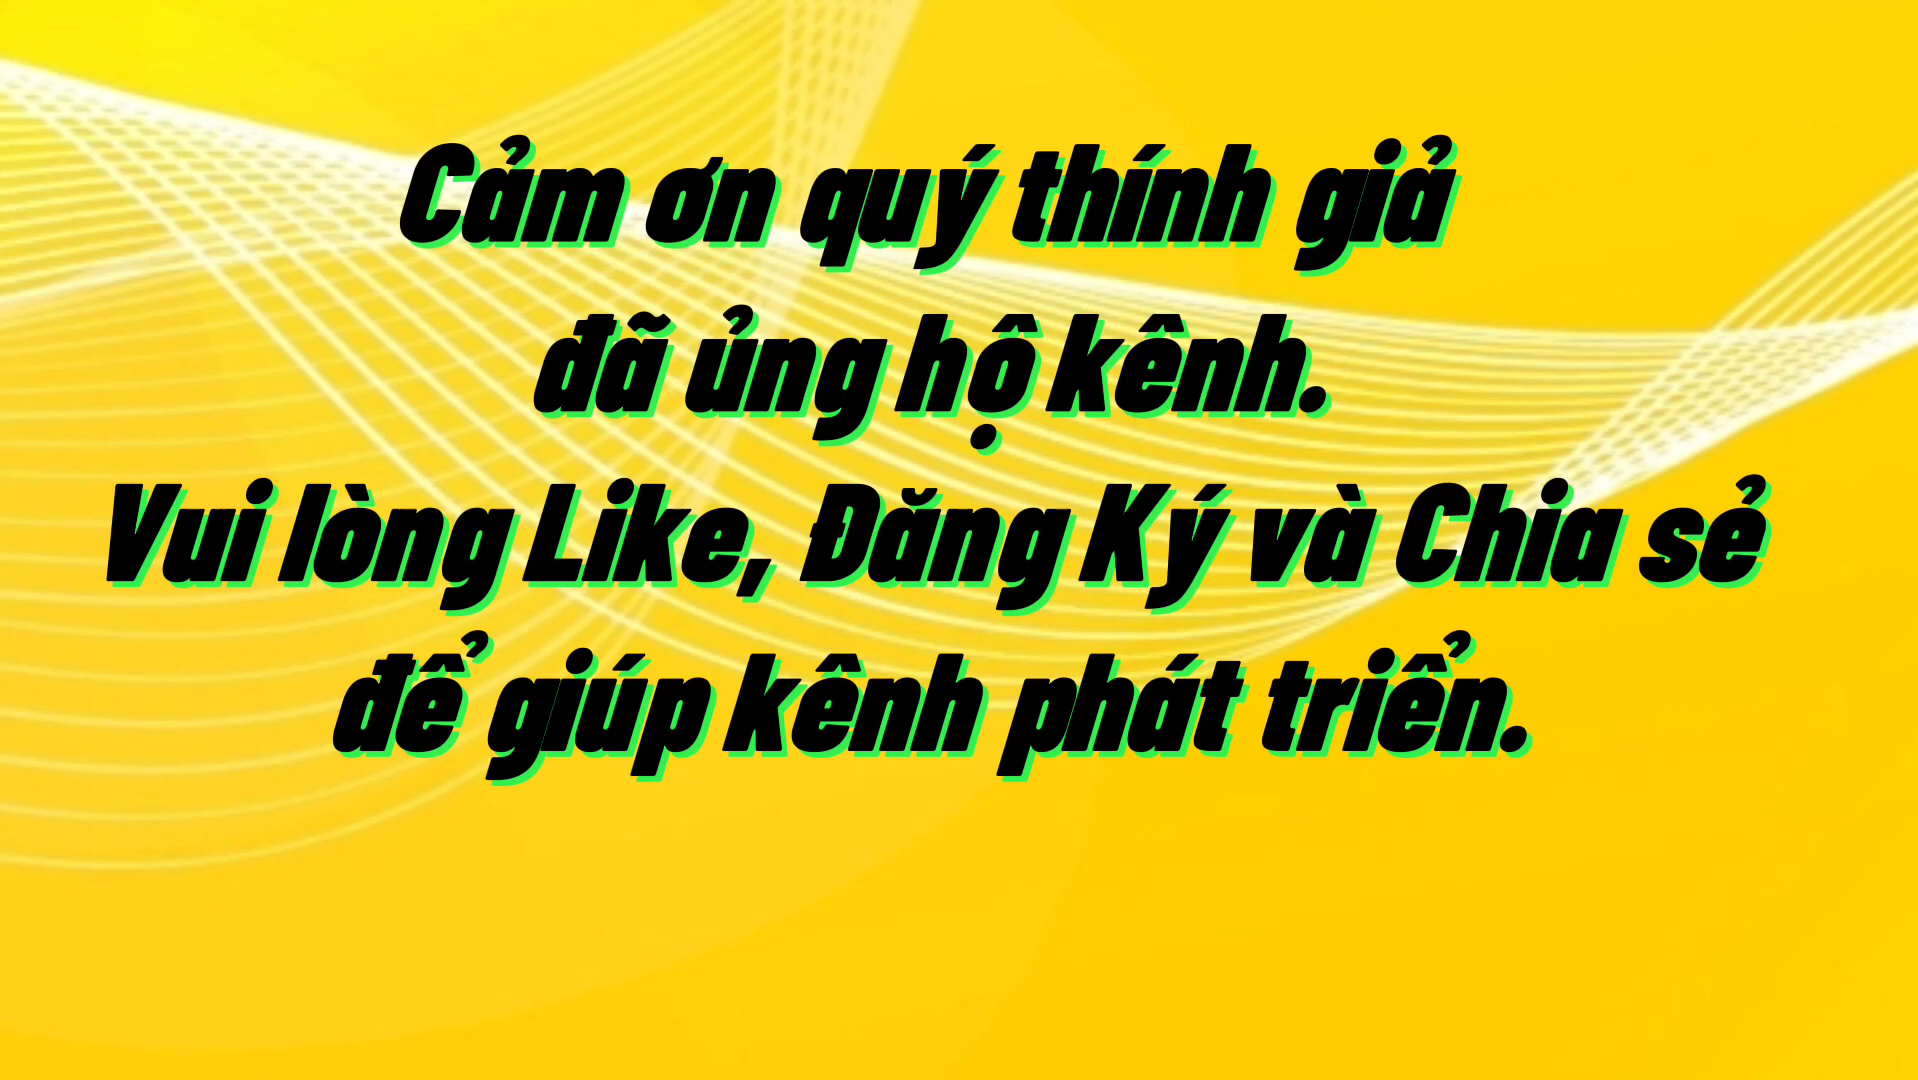 Cảm ơn quý thính giả
đã ủng hộ kênh.
Vui lòng Like, Đăng Ký và Chia sẻ
để giúp kênh phát triển.